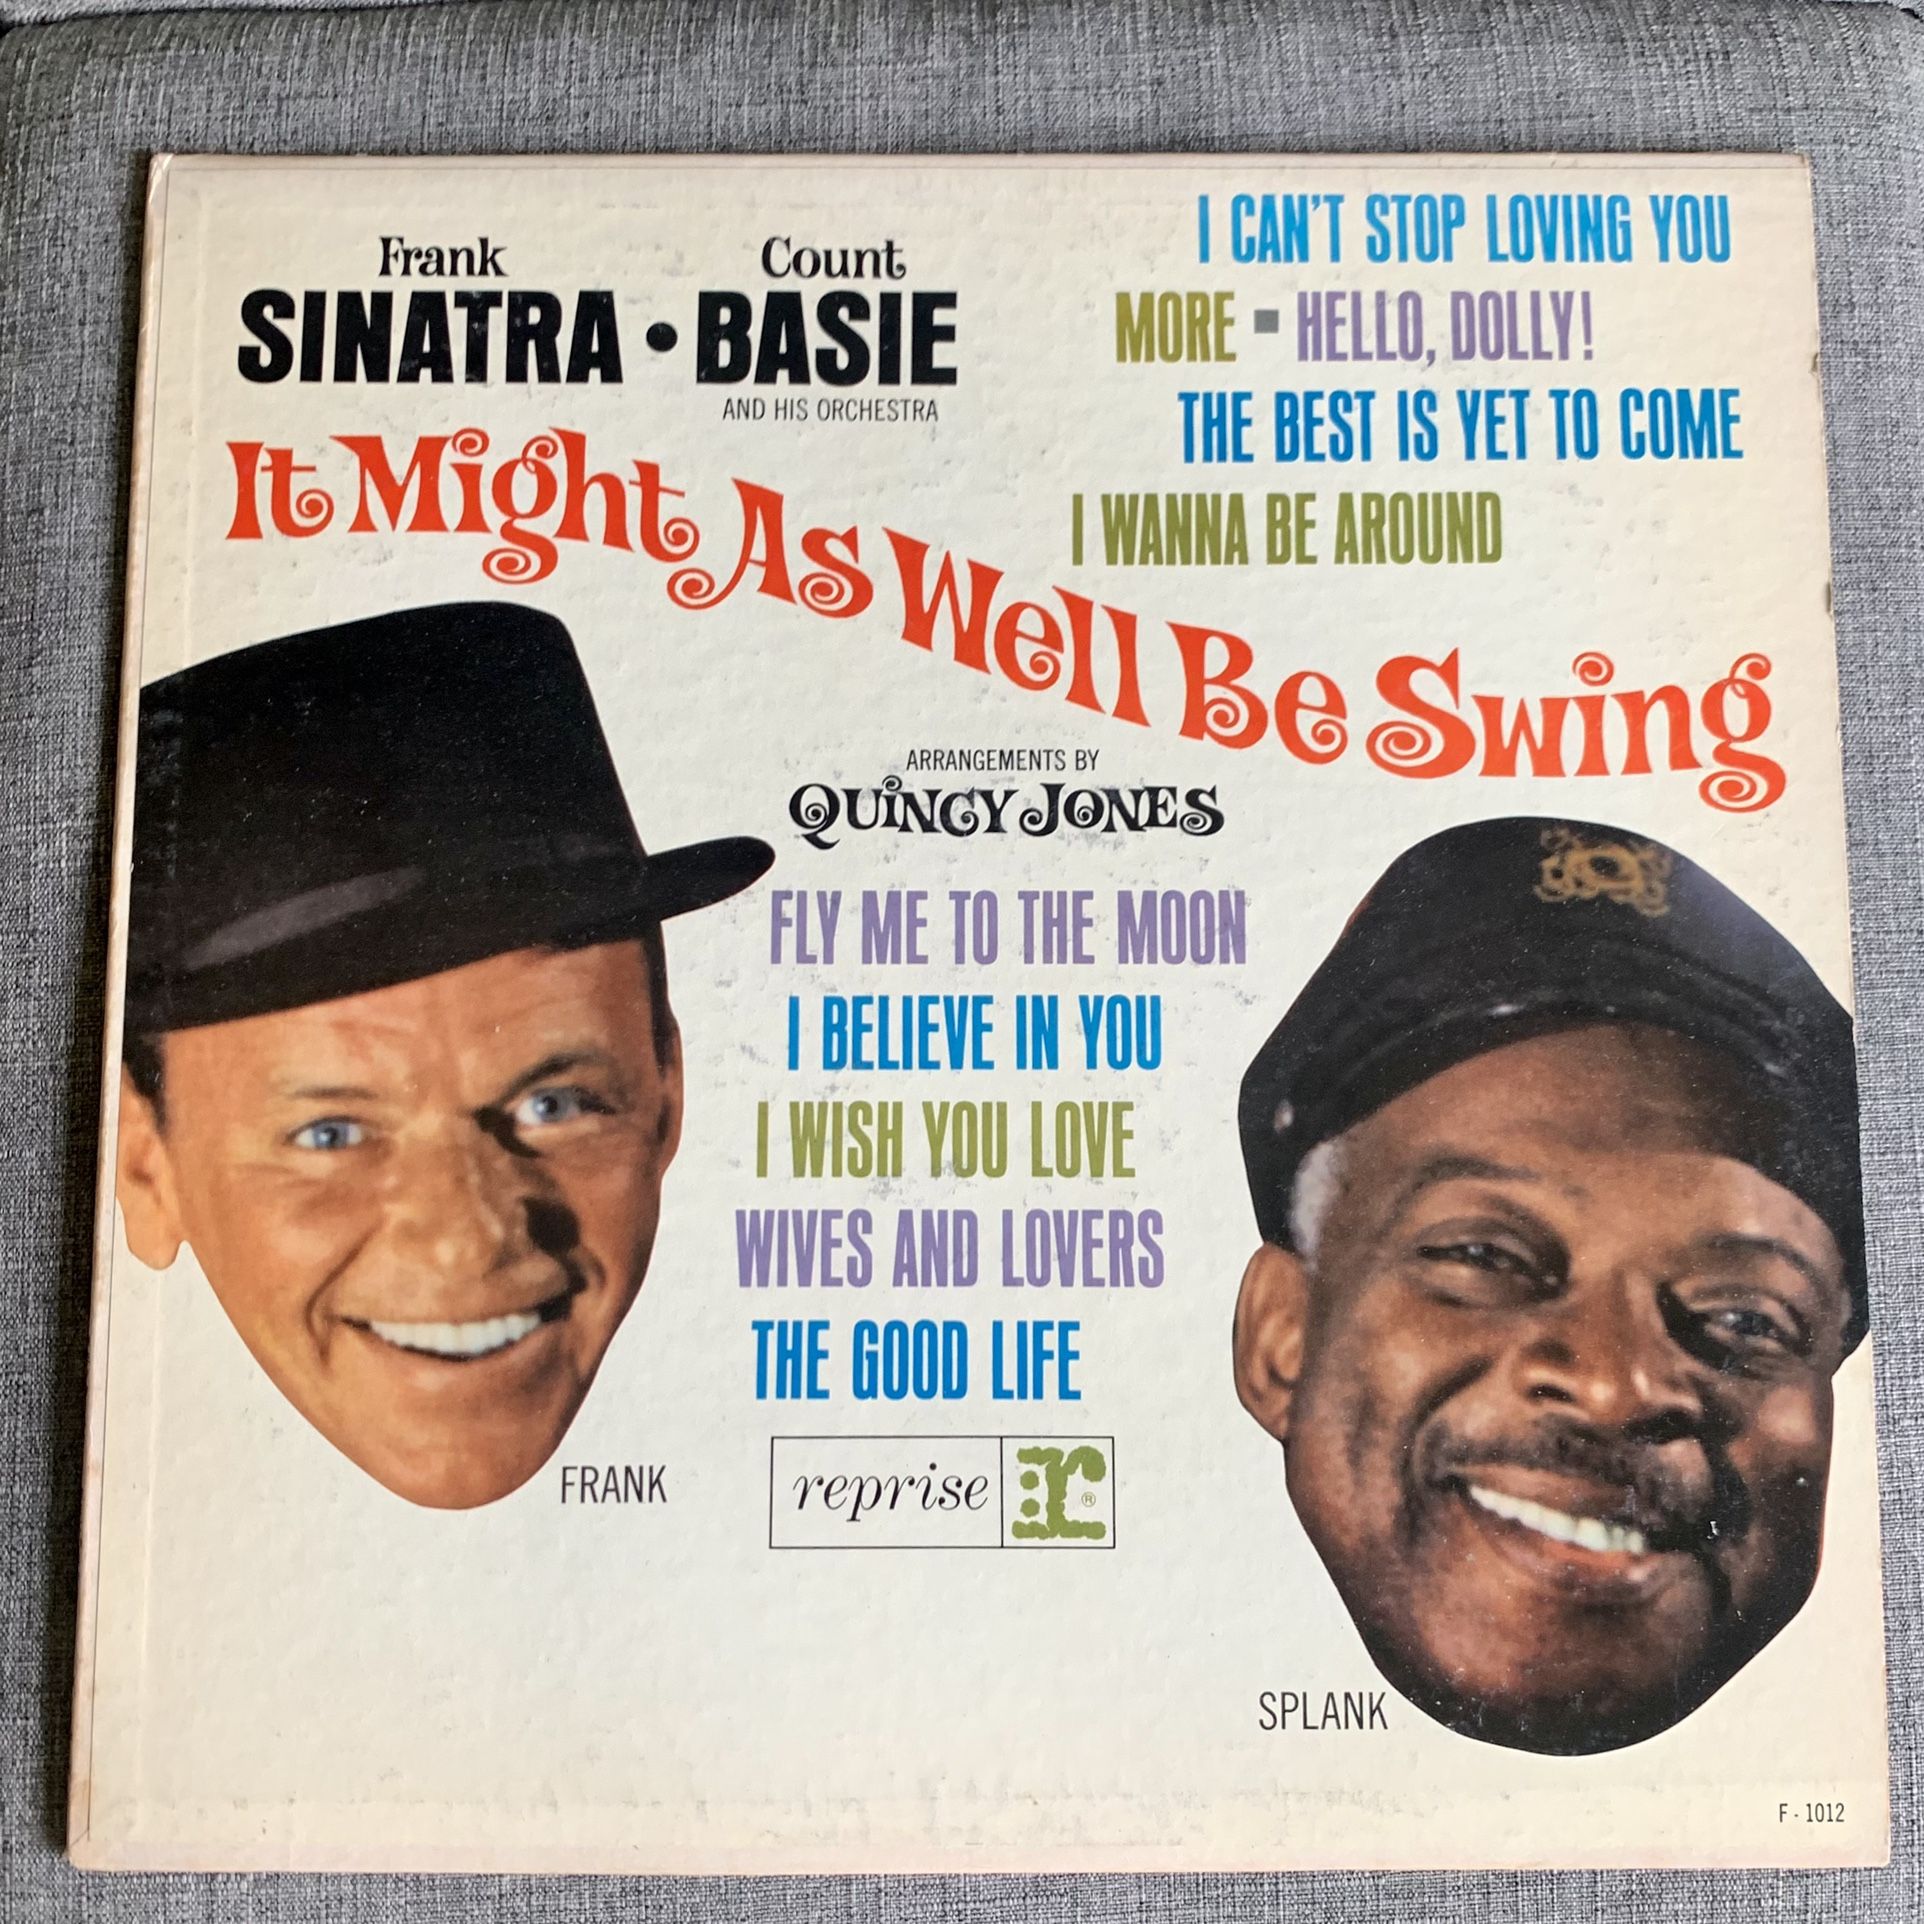 Frank
SINATRA •
Count
BASIE
AND HIS ORCHESTRA
It Might As Well Be Swing
I CAN'T STOP LOVING YOU
MORE ▪ HELLO, DOLLY!
THE BEST IS YET TO COME
I WANNA BE AROUND
ARRANGEMENTS BY
QUINCY JONES
FLY ME TO THE MOON
I BELIEVE IN YOU
I WISH YOU LOVE
WIVES AND LOVERS
THE GOOD LIFE
FRANK
reprise r ®
SPLANK
F - 1012